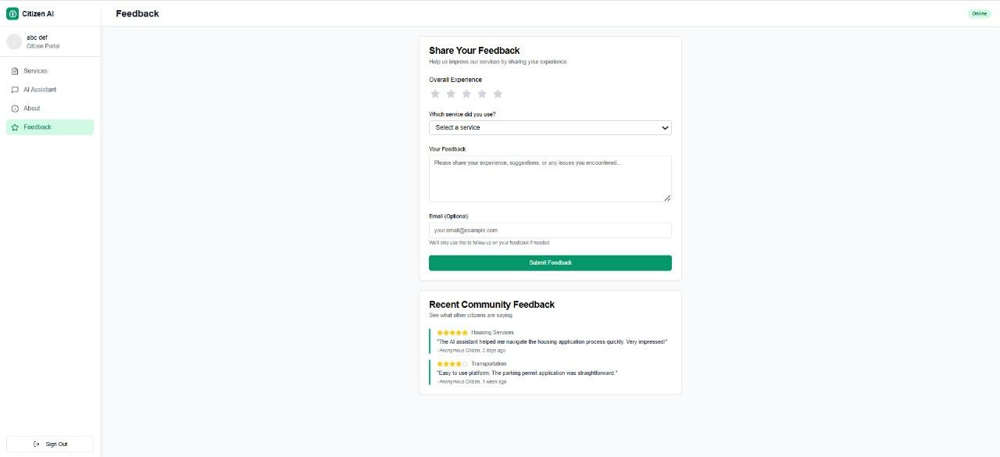 Citizen AI
Feedback
Online
abc def
Citizen Portal
Services
AI Assistant
About
Feedback
Share Your Feedback
Help us improve our services by sharing your experience
Overall Experience
Which service did you use?
Select a service
Your Feedback
Please share your experience, suggestions, or any issues you encountered...
Email (Optional)
your.email@example.com
We'll only use this to follow up on your feedback if needed
Submit Feedback
Recent Community Feedback
See what other citizens are saying
Housing Services
"The AI assistant helped me navigate the housing application process quickly. Very impressed!"
- Anonymous Citizen, 2 days ago
Transportation
"Easy to use platform. The parking permit application was straightforward."
- Anonymous Citizen, 1 week ago
Sign Out